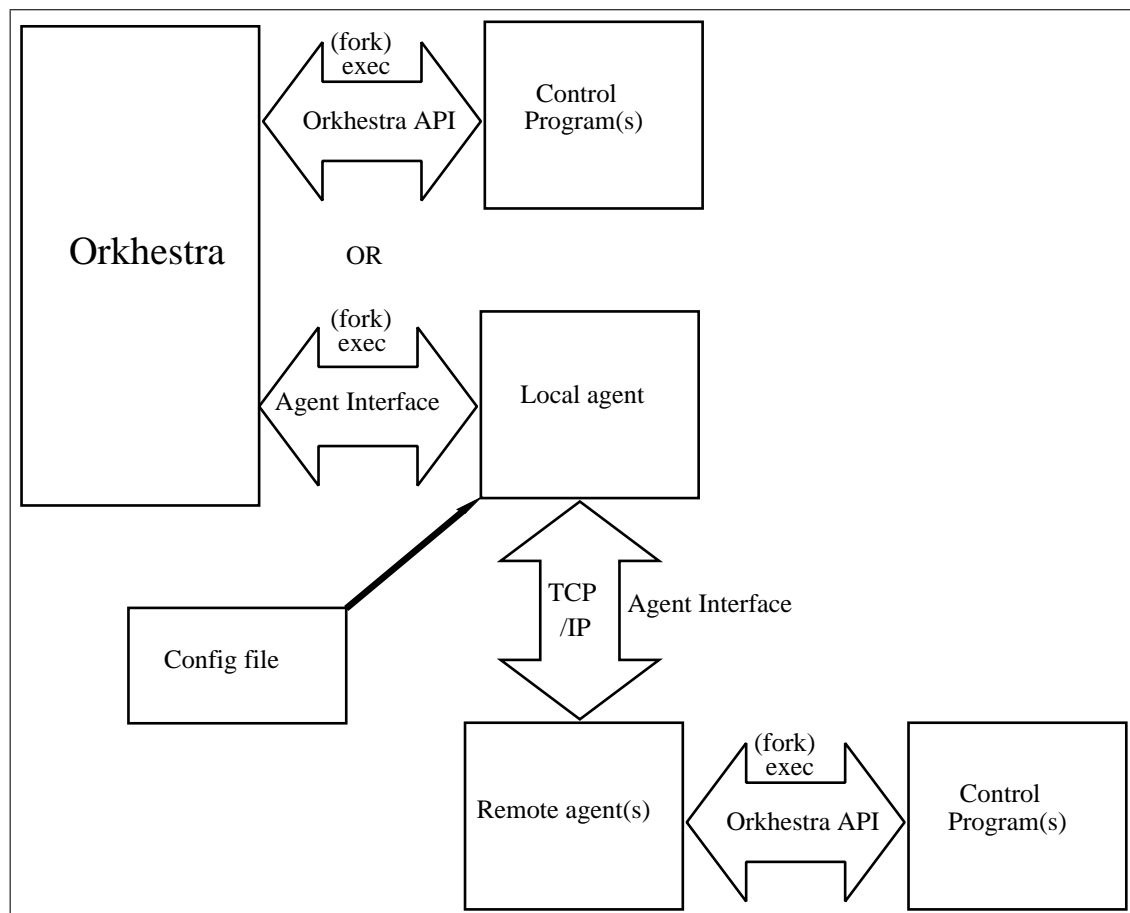 (fork)
exec
Orkhestra API
Control
Program(s)
Orkhestra
OR
(fork)
exec
Agent Interface
Local agent
TCP
/IP
Agent Interface
Config file
Remote agent(s)
(fork)
exec
Orkhestra API
Control
Program(s)